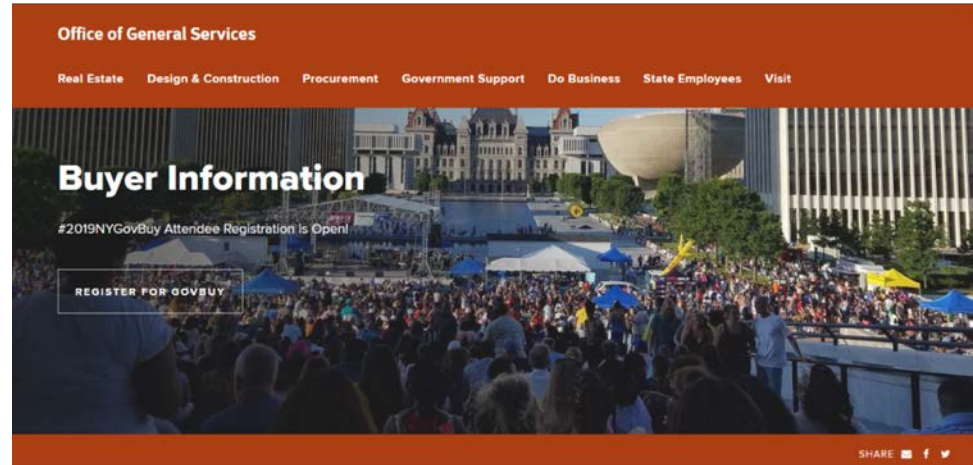 Office of General Services
Real Estate Design & Construction Procurement Government Support Do Business State Employees Visit
Buyer Information
#2019NYGovBuy Attendee Registration is Open!
REGISTER FOR GOVBUY
SHARE